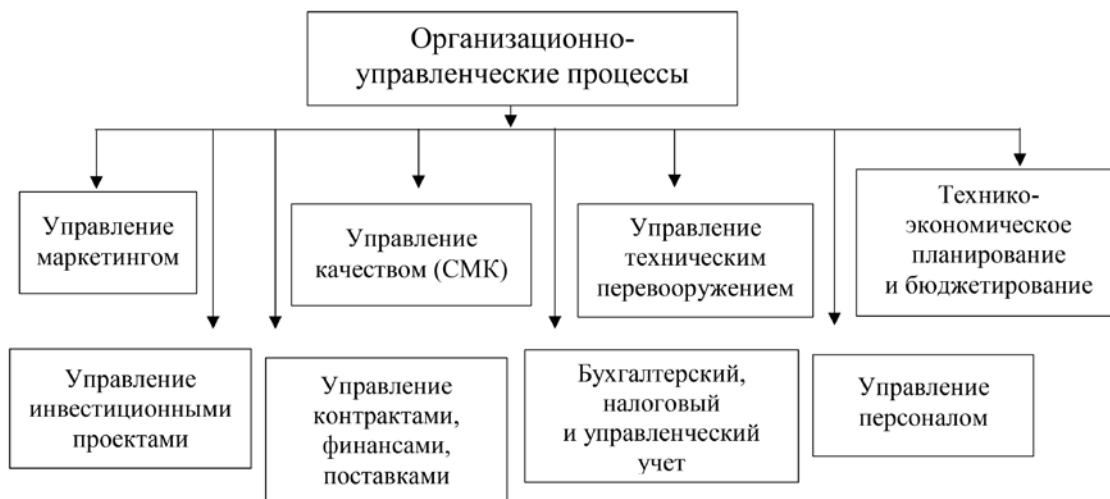 Организационно-
управленческие процессы
Управление
маркетингом
Управление
качеством (СМК)
Управление
техническим
перевооружением
Технико-
экономическое
планирование
и бюджетирование
Управление
инвестиционными
проектами
Управление
контрактами,
финансами,
поставками
Бухгалтерский,
налоговый
и управленческий
учет
Управление
персоналом